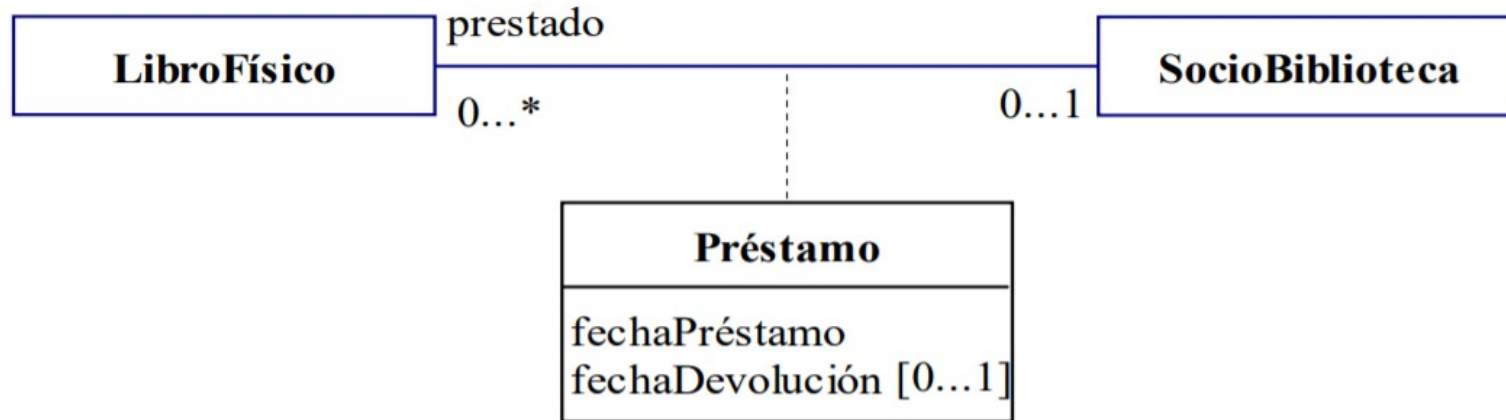 prestado
LibroFísico
SocioBiblioteca
0...*
0...1
Préstamo
fechaPréstamo
fechaDevolución [0...1]